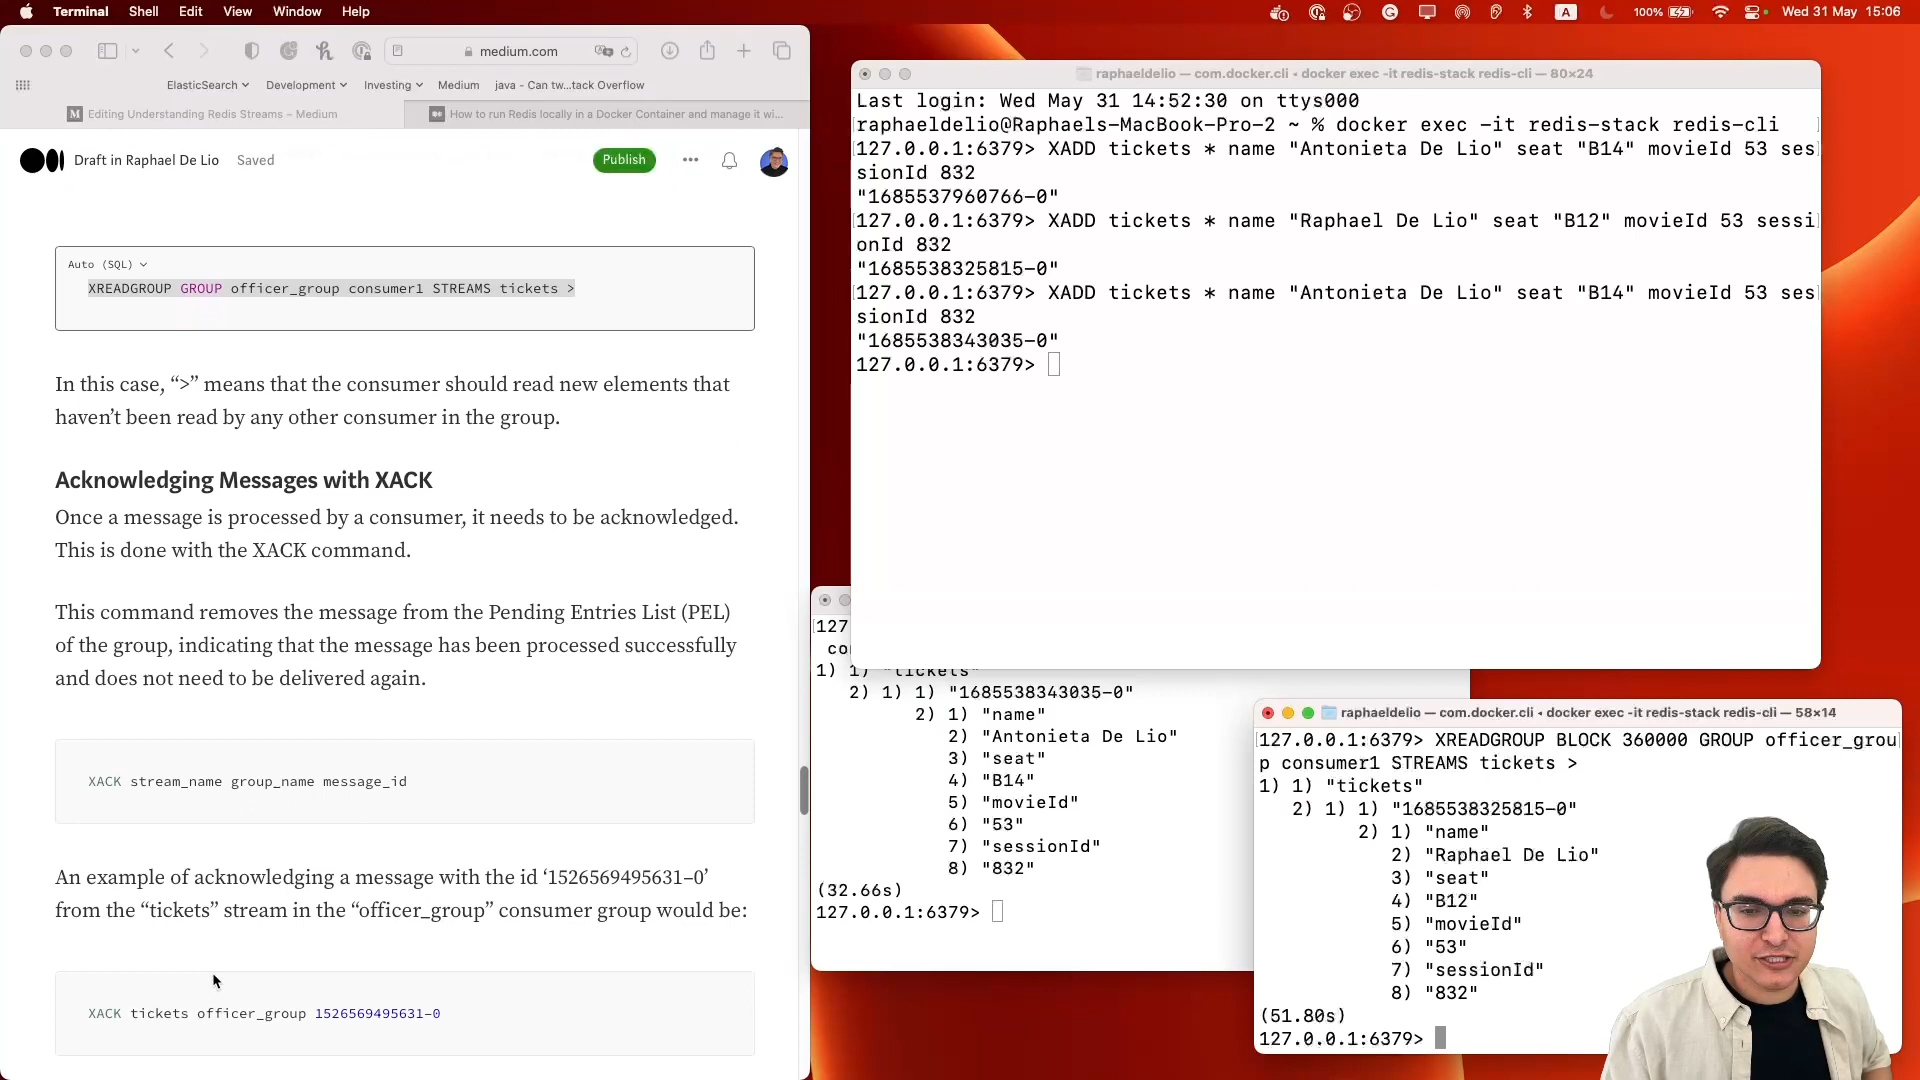 Terminal Shell Edit View Window Help
100% Wed 31 May 15:06
medium.com
ElasticSearch Development Investing Medium java - Can tw...tack Overflow
Editing Understanding Redis Streams – Medium
How to run Redis locally in a Docker Container and manage it wi...
Draft in Raphael De Lio Saved Publish
Auto (SQL)
XREADGROUP GROUP officer_group consumer1 STREAMS tickets >
In this case, “>” means that the consumer should read new elements that
haven’t been read by any other consumer in the group.
Acknowledging Messages with XACK
Once a message is processed by a consumer, it needs to be acknowledged.
This is done with the XACK command.
This command removes the message from the Pending Entries List (PEL)
of the group, indicating that the message has been processed successfully
and does not need to be delivered again.
XACK stream_name group_name message_id
An example of acknowledging a message with the id ‘1526569495631–0’
from the “tickets” stream in the “officer_group” consumer group would be:
XACK tickets officer_group 1526569495631-0
raphaeldelio — com.docker.cli ◂ docker exec -it redis-stack redis-cli — 80×24
Last login: Wed May 31 14:52:30 on ttys000
raphaeldelio@Raphaels-MacBook-Pro-2 ~ % docker exec -it redis-stack redis-cli
127.0.0.1:6379> XADD tickets * name "Antonieta De Lio" seat "B14" movieId 53 ses
sionId 832
"1685537960766-0"
127.0.0.1:6379> XADD tickets * name "Raphael De Lio" seat "B12" movieId 53 sessi
onId 832
"1685538325815-0"
127.0.0.1:6379> XADD tickets * name "Antonieta De Lio" seat "B14" movieId 53 ses
sionId 832
"1685538343035-0"
127.0.0.1:6379>
127
co
1) 1) "tickets"
2) 1) 1) "1685538343035-0"
2) 1) "name"
2) "Antonieta De Lio"
3) "seat"
4) "B14"
5) "movieId"
6) "53"
7) "sessionId"
8) "832"
(32.66s)
127.0.0.1:6379>
raphaeldelio — com.docker.cli ◂ docker exec -it redis-stack redis-cli — 58×14
127.0.0.1:6379> XREADGROUP BLOCK 360000 GROUP officer_grou
p consumer1 STREAMS tickets >
1) 1) "tickets"
2) 1) 1) "1685538325815-0"
2) 1) "name"
2) "Raphael De Lio"
3) "seat"
4) "B12"
5) "movieId"
6) "53"
7) "sessionId"
8) "832"
(51.80s)
127.0.0.1:6379>